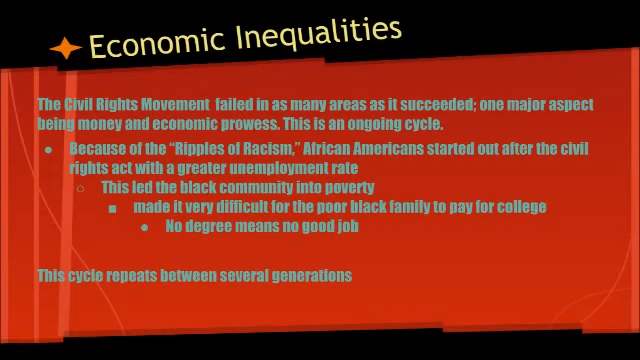 Economic Inequalities
The Civil Rights Movement failed in as many areas as it succeeded; one major aspect
being money and economic prowess. This is an ongoing cycle.
● Because of the “Ripples of Racism,” African Americans started out after the civil
rights act with a greater unemployment rate
○ This led the black community into poverty
■ made it very difficult for the poor black family to pay for college
● No degree means no good job
This cycle repeats between several generations